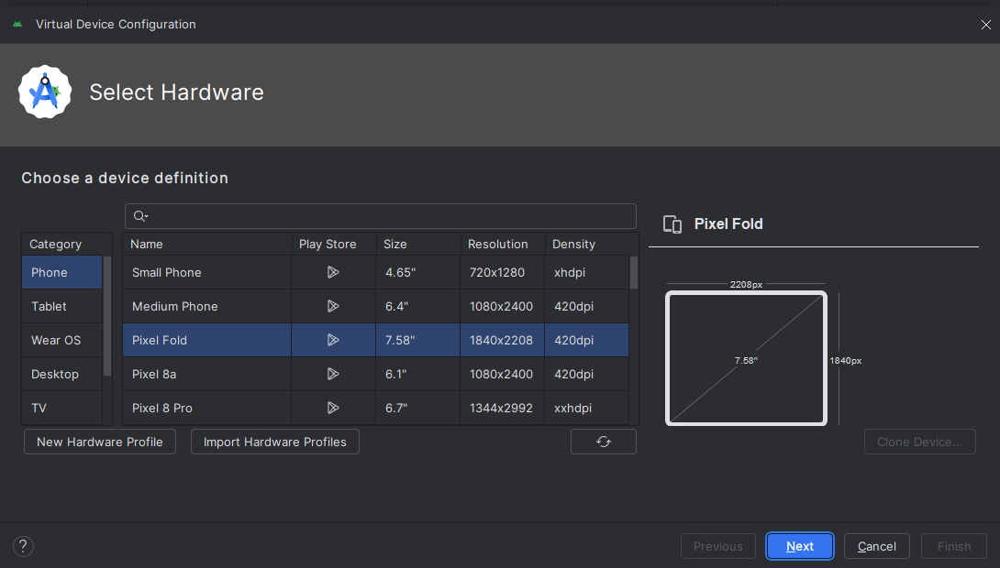 Virtual Device Configuration
Select Hardware
Choose a device definition
Category
Phone
Tablet
Wear OS
Desktop
TV
Name Play Store Size Resolution Density
Small Phone 4.65" 720x1280 xhdpi
Medium Phone 6.4" 1080x2400 420dpi
Pixel Fold 7.58" 1840x2208 420dpi
Pixel 8a 6.1" 1080x2400 420dpi
Pixel 8 Pro 6.7" 1344x2992 xxhdpi
New Hardware Profile Import Hardware Profiles
Pixel Fold
2208px
7.58"
1840px
Clone Device...
?
Previous Next Cancel Finish